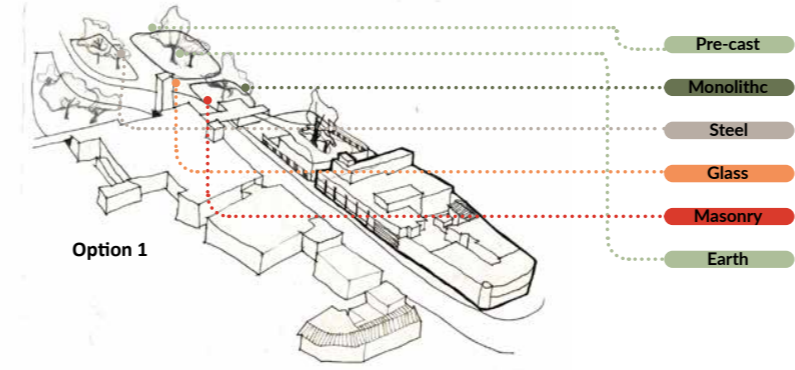 Pre-cast
Monolithc
Steel
Glass
Masonry
Earth
Option 1